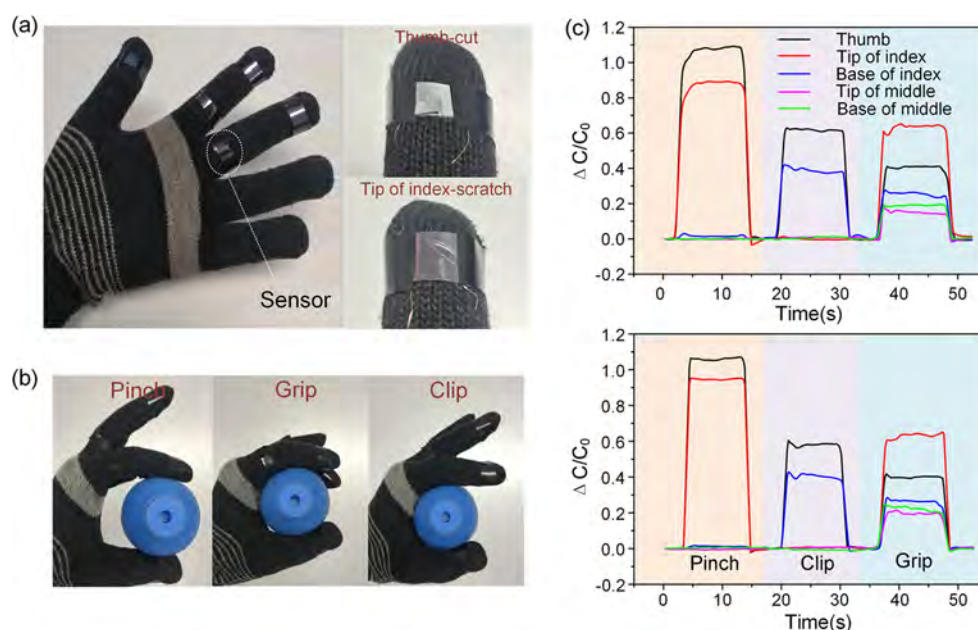 (a)
Thumb-cut
Tip of index-scratch
Sensor
(b)
Pinch
Grip
Clip
(c)
Δ C/C0
1.2
1.0
0.8
0.6
0.4
0.2
0.0
-0.2
Thumb
Tip of index
Base of index
Tip of middle
Base of middle
0 10 20 30 40 50
Time(s)
Δ C/C0
1.2
1.0
0.8
0.6
0.4
0.2
0.0
-0.2
Pinch Clip Grip
0 10 20 30 40 50
Time(s)